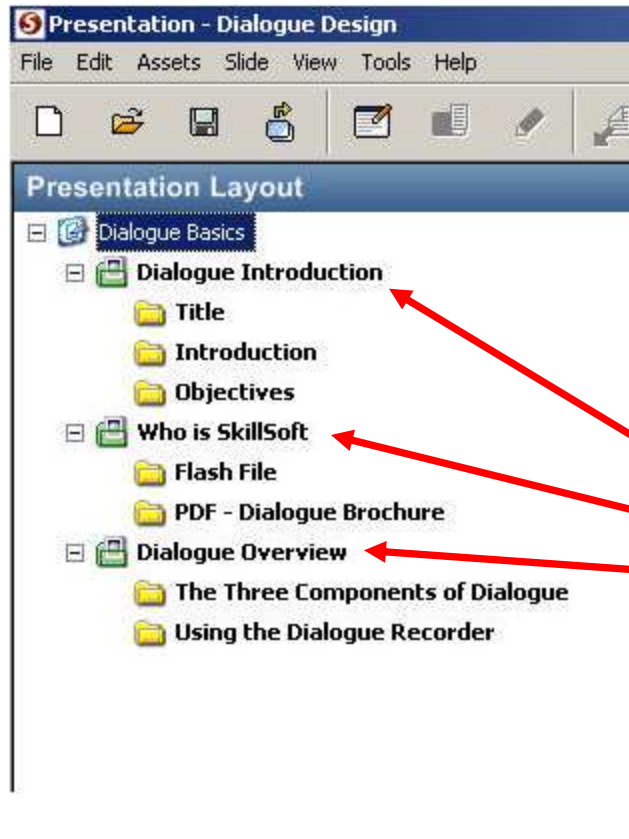 Presentation - Dialogue Design
File Edit Assets Slide View Tools Help
Presentation Layout
Dialogue Basics
Dialogue Introduction
Title
Introduction
Objectives
Who is SkillSoft
Flash File
PDF - Dialogue Brochure
Dialogue Overview
The Three Components of Dialogue
Using the Dialogue Recorder